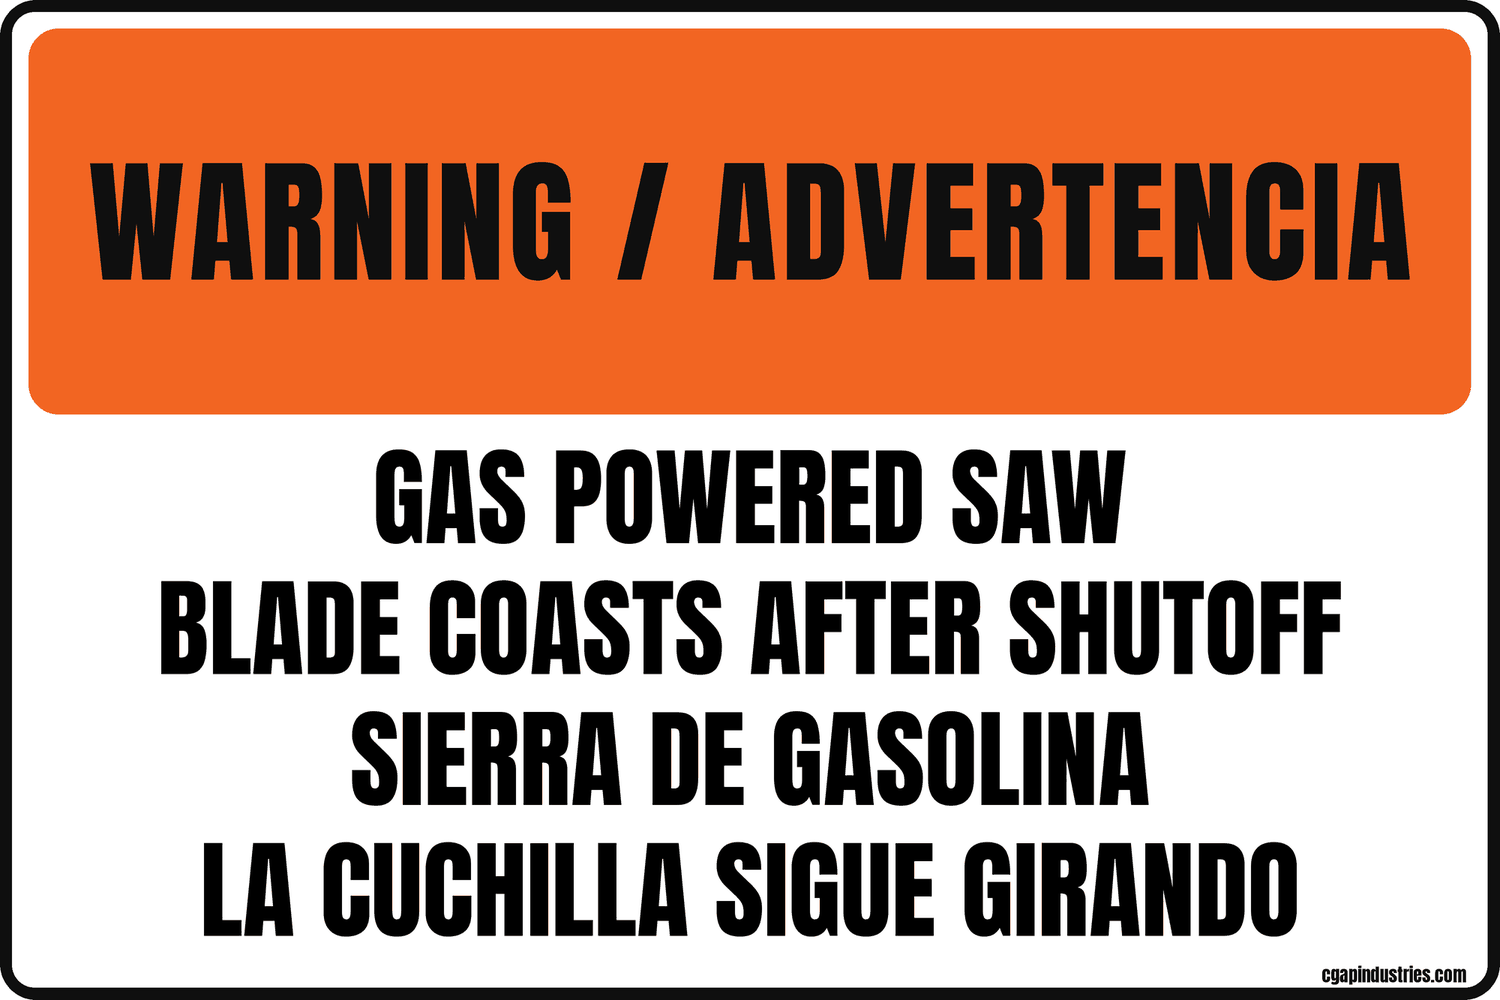 WARNING / ADVERTENCIA
GAS POWERED SAW
BLADE COASTS AFTER SHUTOFF
SIERRA DE GASOLINA
LA CUCHILLA SIGUE GIRANDO
cgapindustries.com